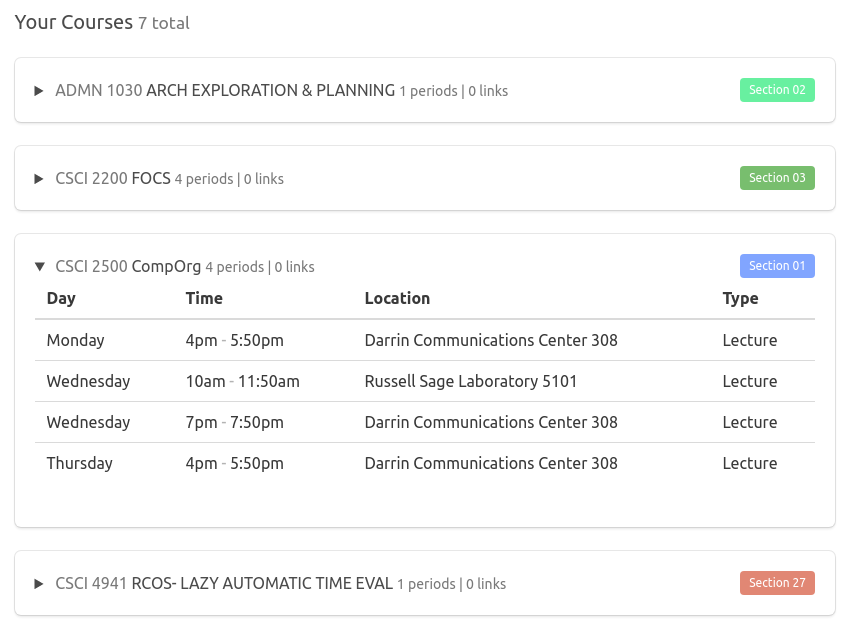 Your Courses 7 total
ADMN 1030 ARCH EXPLORATION & PLANNING 1 periods | 0 links Section 02
CSCI 2200 FOCS 4 periods | 0 links Section 03
CSCI 2500 CompOrg 4 periods | 0 links Section 01
Day Time Location Type
Monday 4pm - 5:50pm Darrin Communications Center 308 Lecture
Wednesday 10am - 11:50am Russell Sage Laboratory 5101 Lecture
Wednesday 7pm - 7:50pm Darrin Communications Center 308 Lecture
Thursday 4pm - 5:50pm Darrin Communications Center 308 Lecture
CSCI 4941 RCOS- LAZY AUTOMATIC TIME EVAL 1 periods | 0 links Section 27